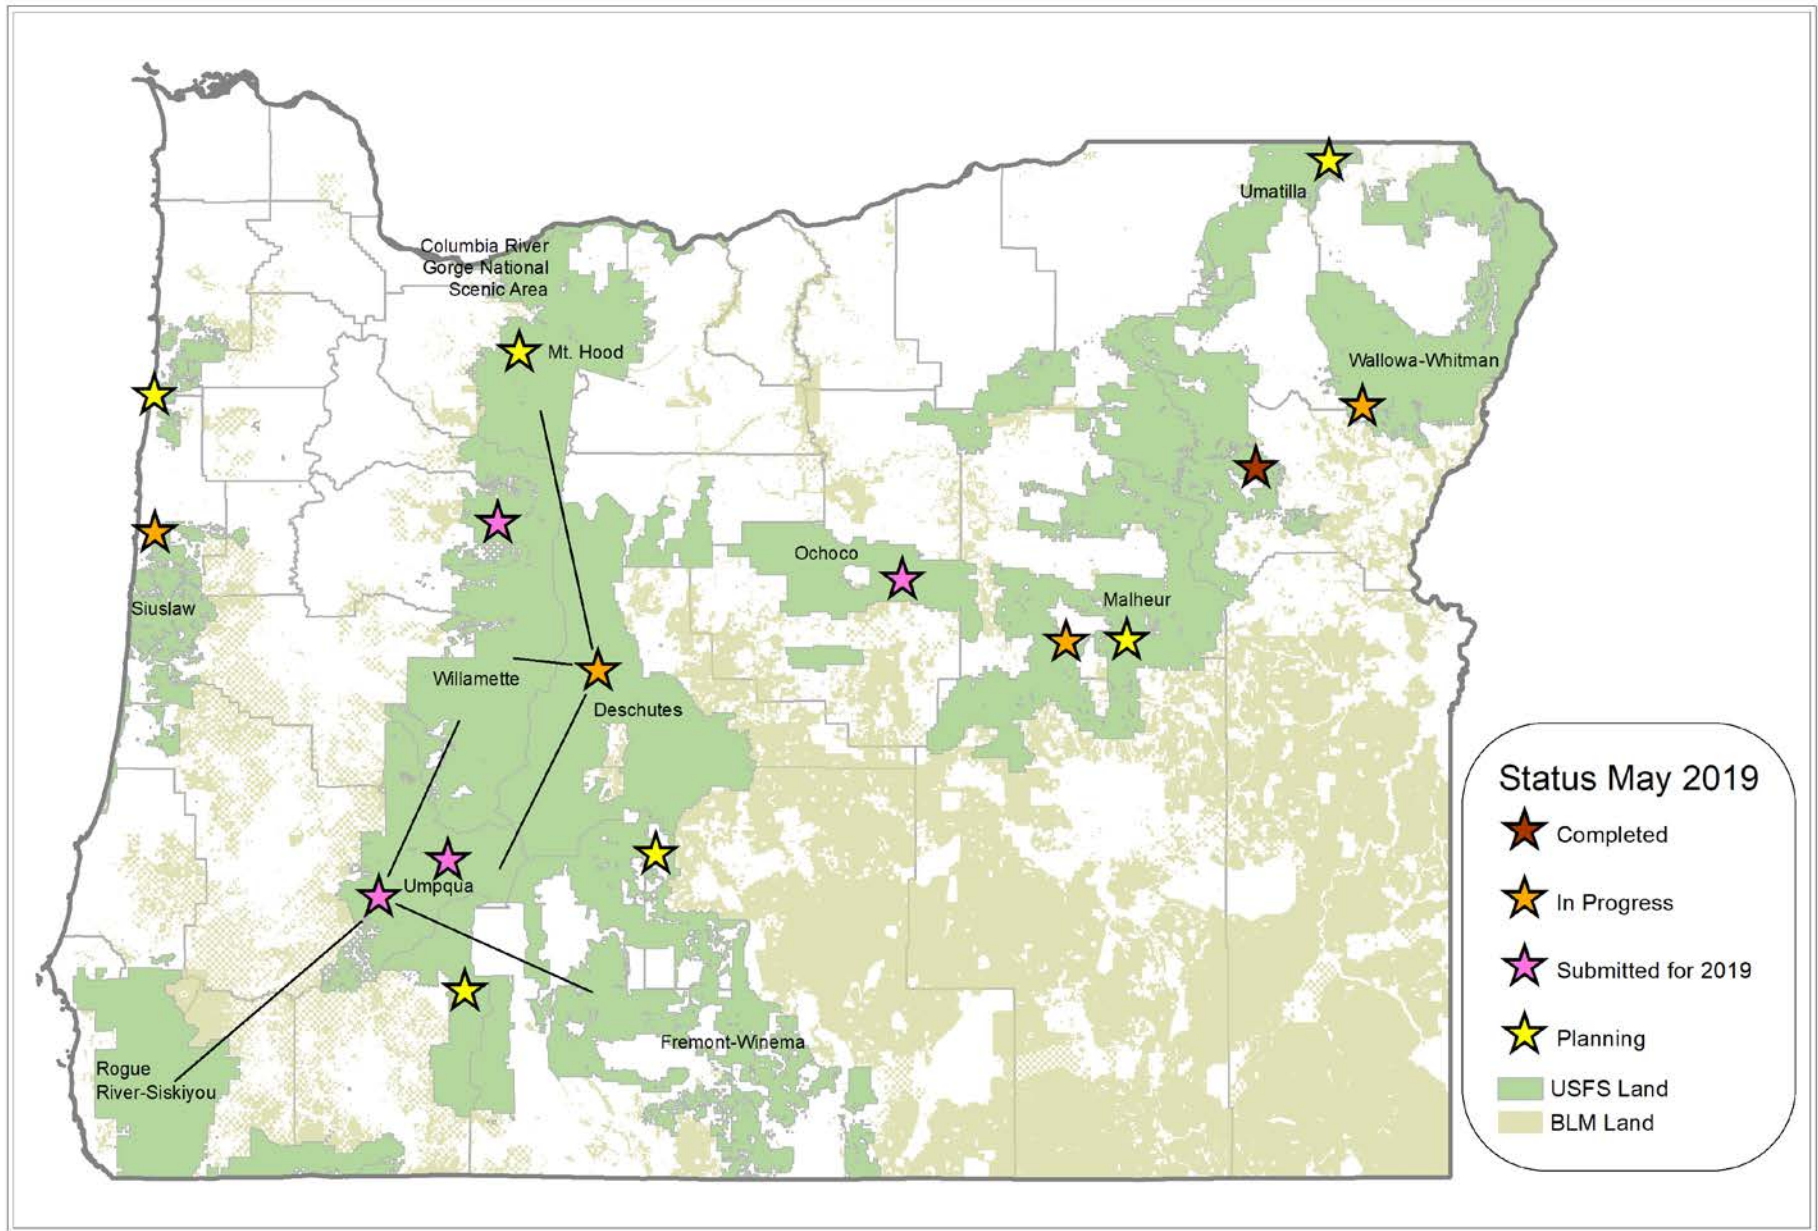 Umatilla
Columbia River
Gorge National
Scenic Area
Mt. Hood
Wallowa-Whitman
Ochoco
Malheur
Siuslaw
Willamette
Deschutes
Umpqua
Fremont-Winema
Rogue
River-Siskiyou
Status May 2019
Completed
In Progress
Submitted for 2019
Planning
USFS Land
BLM Land